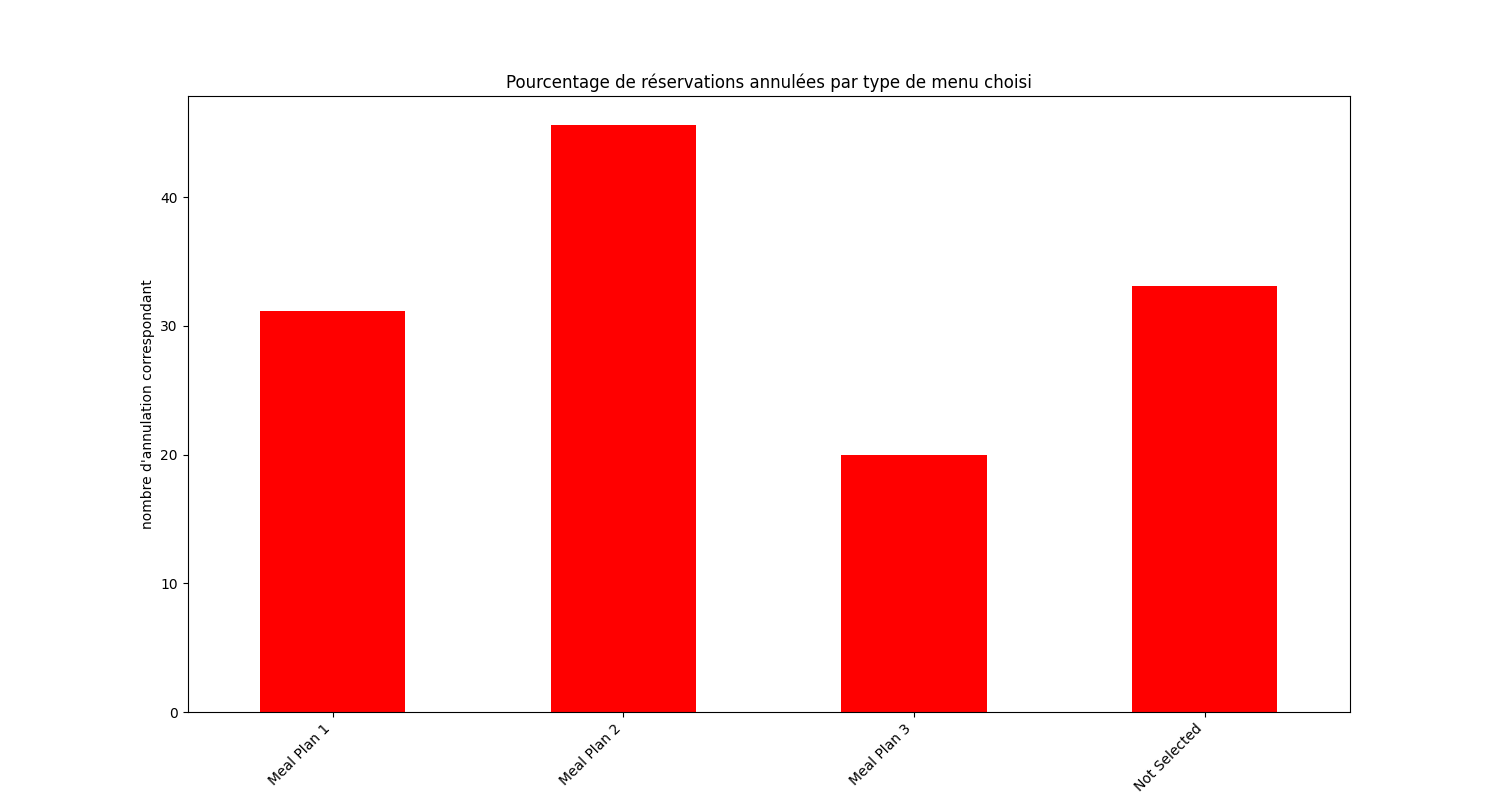 Pourcentage de réservations annulées par type de menu choisi
nombre d'annulation correspondant
40
30
20
10
0
Meal Plan 1
Meal Plan 2
Meal Plan 3
Not Selected